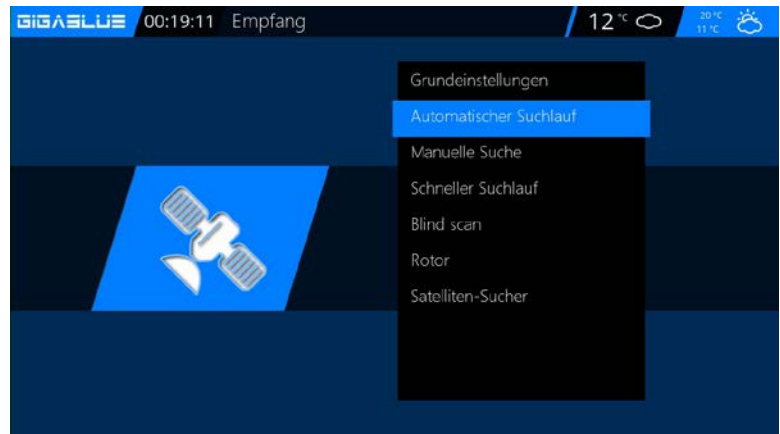 GIGABLUE 00:19:11 Empfang 12 °C 20 °C
11 °C
Grundeinstellungen
Automatischer Suchlauf
Manuelle Suche
Schneller Suchlauf
Blind scan
Rotor
Satelliten-Sucher